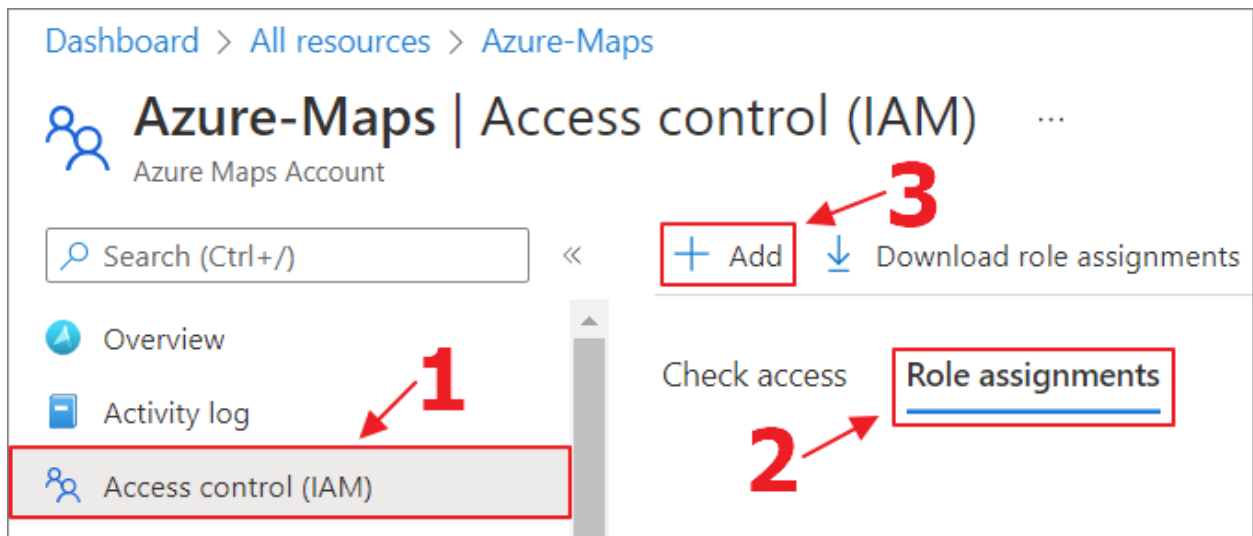 Dashboard > All resources > Azure-Maps
Azure-Maps | Access control (IAM) ...
Azure Maps Account
3
Search (Ctrl+/) «
+ Add Download role assignments
Overview
1
Check access Role assignments
Activity log
2
Access control (IAM)